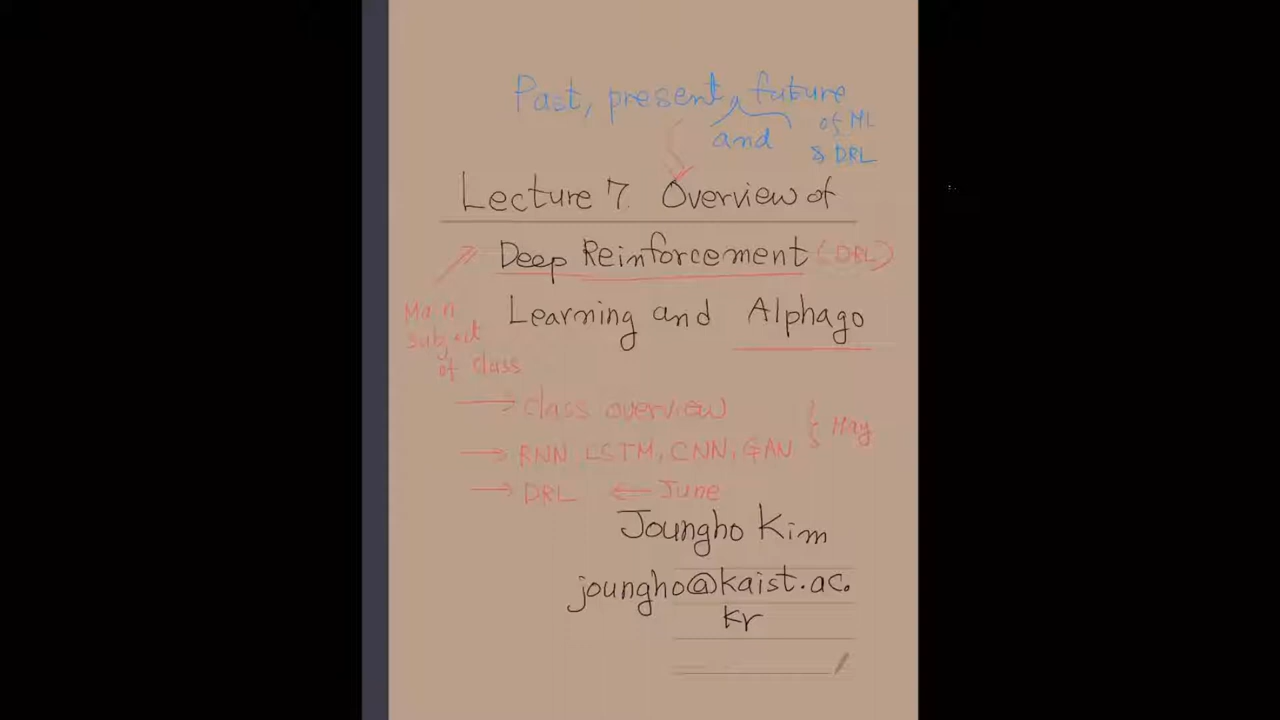 Past, present, future
and
of ML
& DRL
Lecture 7. Overview of
Deep Reinforcement (DRL)
Learning and Alphago
Main
subject
of class
→ class overview
→ RNN LSTM, CNN, GAN } May
→ DRL ← June
Joungho Kim
joungho@kaist.ac.
kr